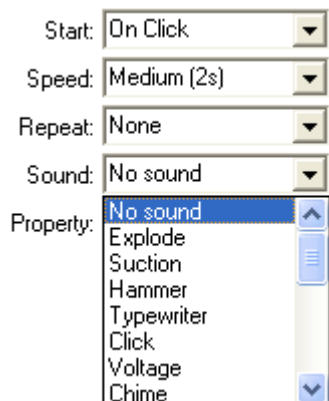 Start: On Click
Speed: Medium (2s)
Repeat: None
Sound: No sound
Property: No sound
Explode
Suction
Hammer
Typewriter
Click
Voltage
Chime